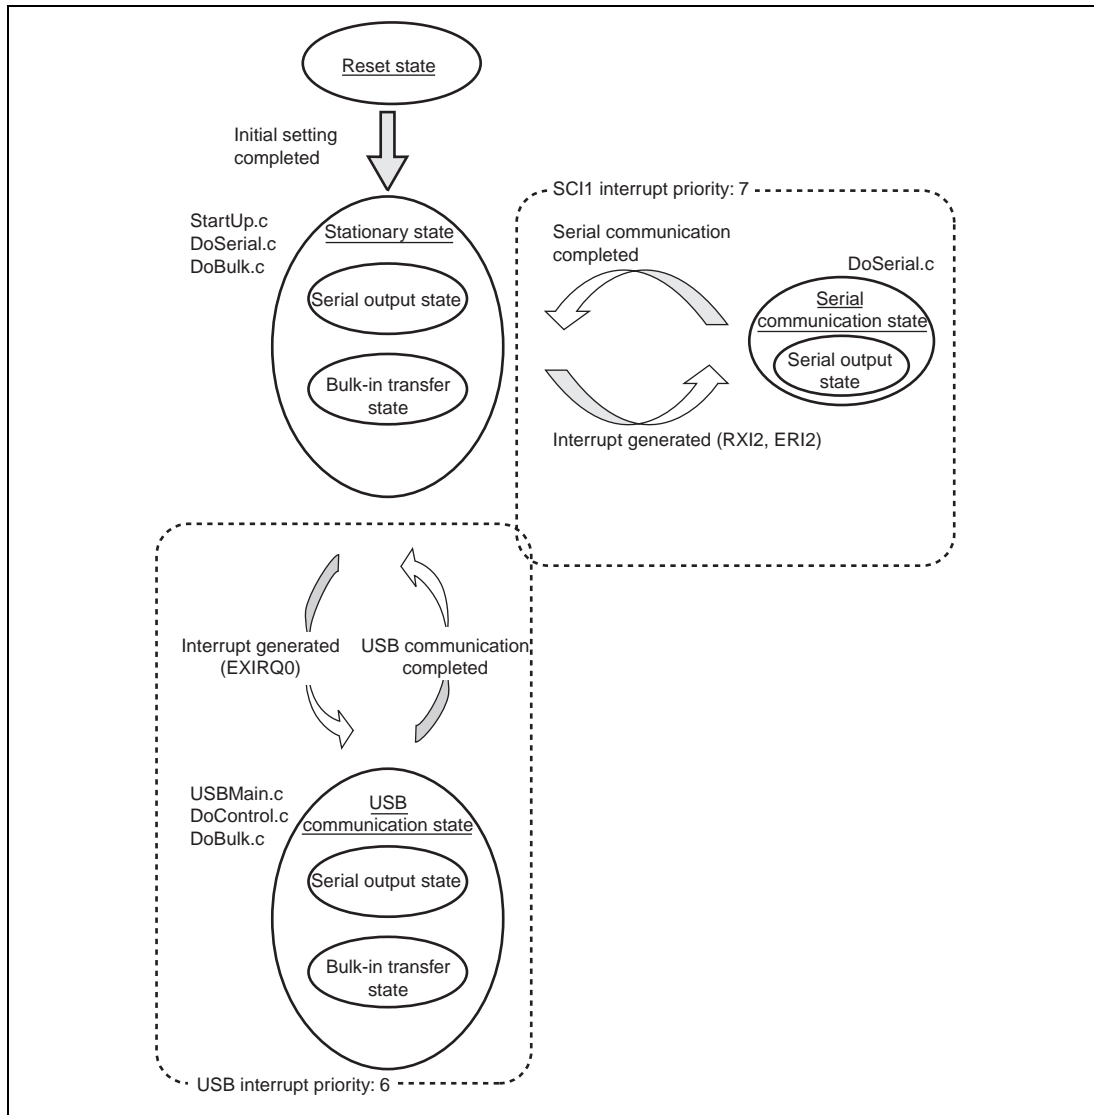 Reset state
Initial setting
completed
SCI1 interrupt priority: 7
StartUp.c
DoSerial.c
DoBulk.c
Stationary state
Serial output state
Bulk-in transfer
state
Serial communication
completed
DoSerial.c
Serial
communication state
Serial output
state
Interrupt generated (RXI2, ERI2)
Interrupt generated
(EXIRQ0)
USB communication
completed
USBMain.c
DoControl.c
DoBulk.c
USB
communication state
Serial output state
Bulk-in transfer
state
USB interrupt priority: 6